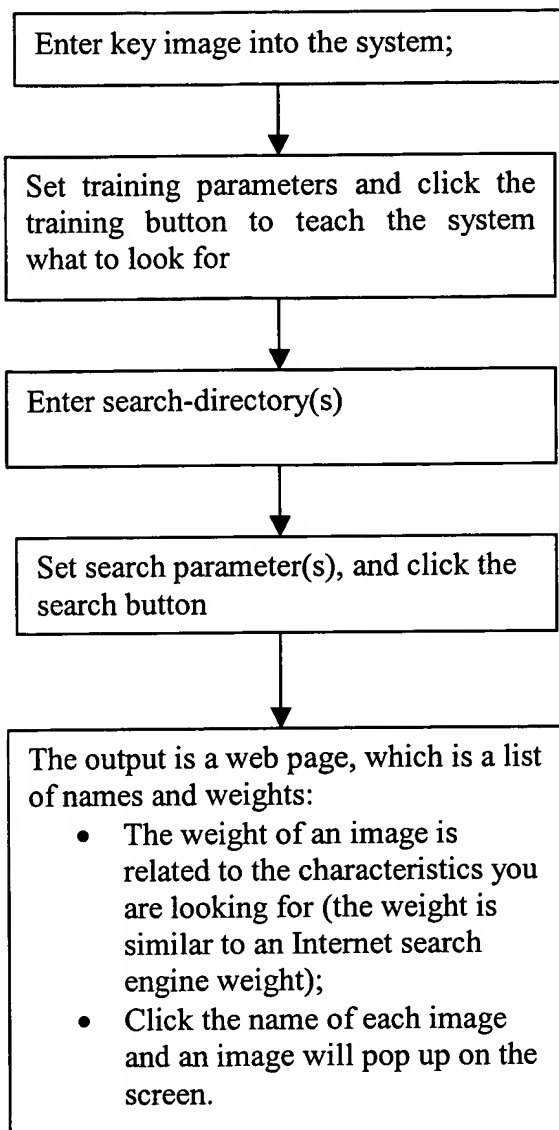 Enter key image into the system;
Set training parameters and click the
training button to teach the system
what to look for
Enter search-directory(s)
Set search parameter(s), and click the
search button
The output is a web page, which is a list
of names and weights:
• The weight of an image is
related to the characteristics you
are looking for (the weight is
similar to an Internet search
engine weight);
• Click the name of each image
and an image will pop up on the
screen.